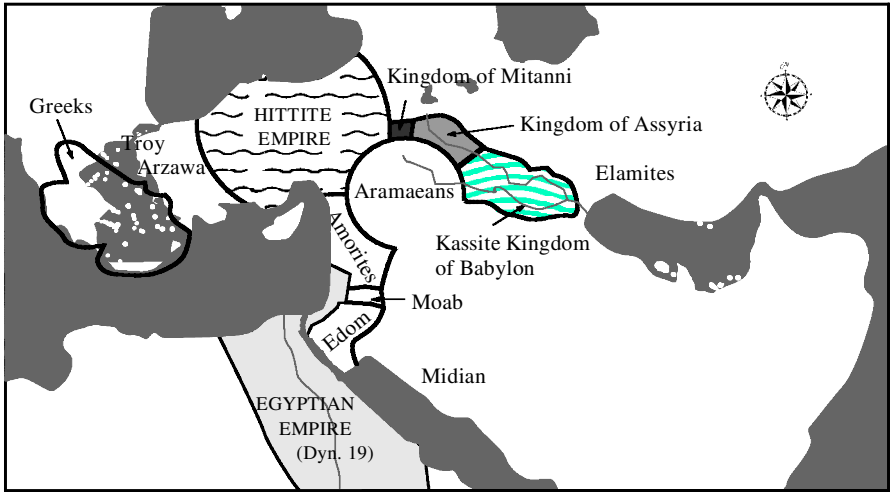 Kingdom of Mitanni
Greeks
HITTITE
EMPIRE
Kingdom of Assyria
Troy
Arzawa
Elamites
Aramaeans
Amorites
Kassite Kingdom
of Babylon
Moab
Edom
Midian
EGYPTIAN
EMPIRE
(Dyn. 19)